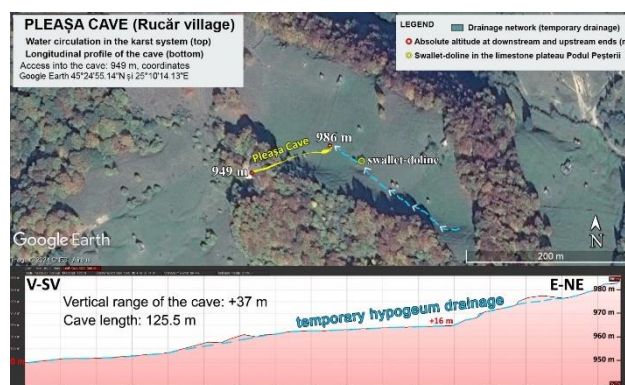 PLEAȘA CAVE (Rucăr village)
Water circulation in the karst system (top)
Longitudinal profile of the cave (bottom)
Access into the cave: 949 m, coordinates
Google Earth 45°24'55.14"N și 25°10'14.13"E
LEGEND
Drainage network (temporary drainage)
Absolute altitude at downstream and upstream ends
Swallet-doline in the limestone plateau Podul Peșterii
986 m
Pleașa Cave
swallet-doline
949 m
N
Google Earth
200 m
V-SV
E-NE
Vertical range of the cave: +37 m
Cave length: 125.5 m
temporary hypogeum drainage
+16 m
980 m
970 m
960 m
950 m